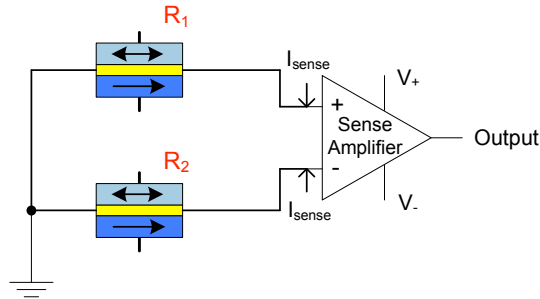 R1
Isense
V+
+
Sense
Amplifier
Output
R2
-
Isense
V-